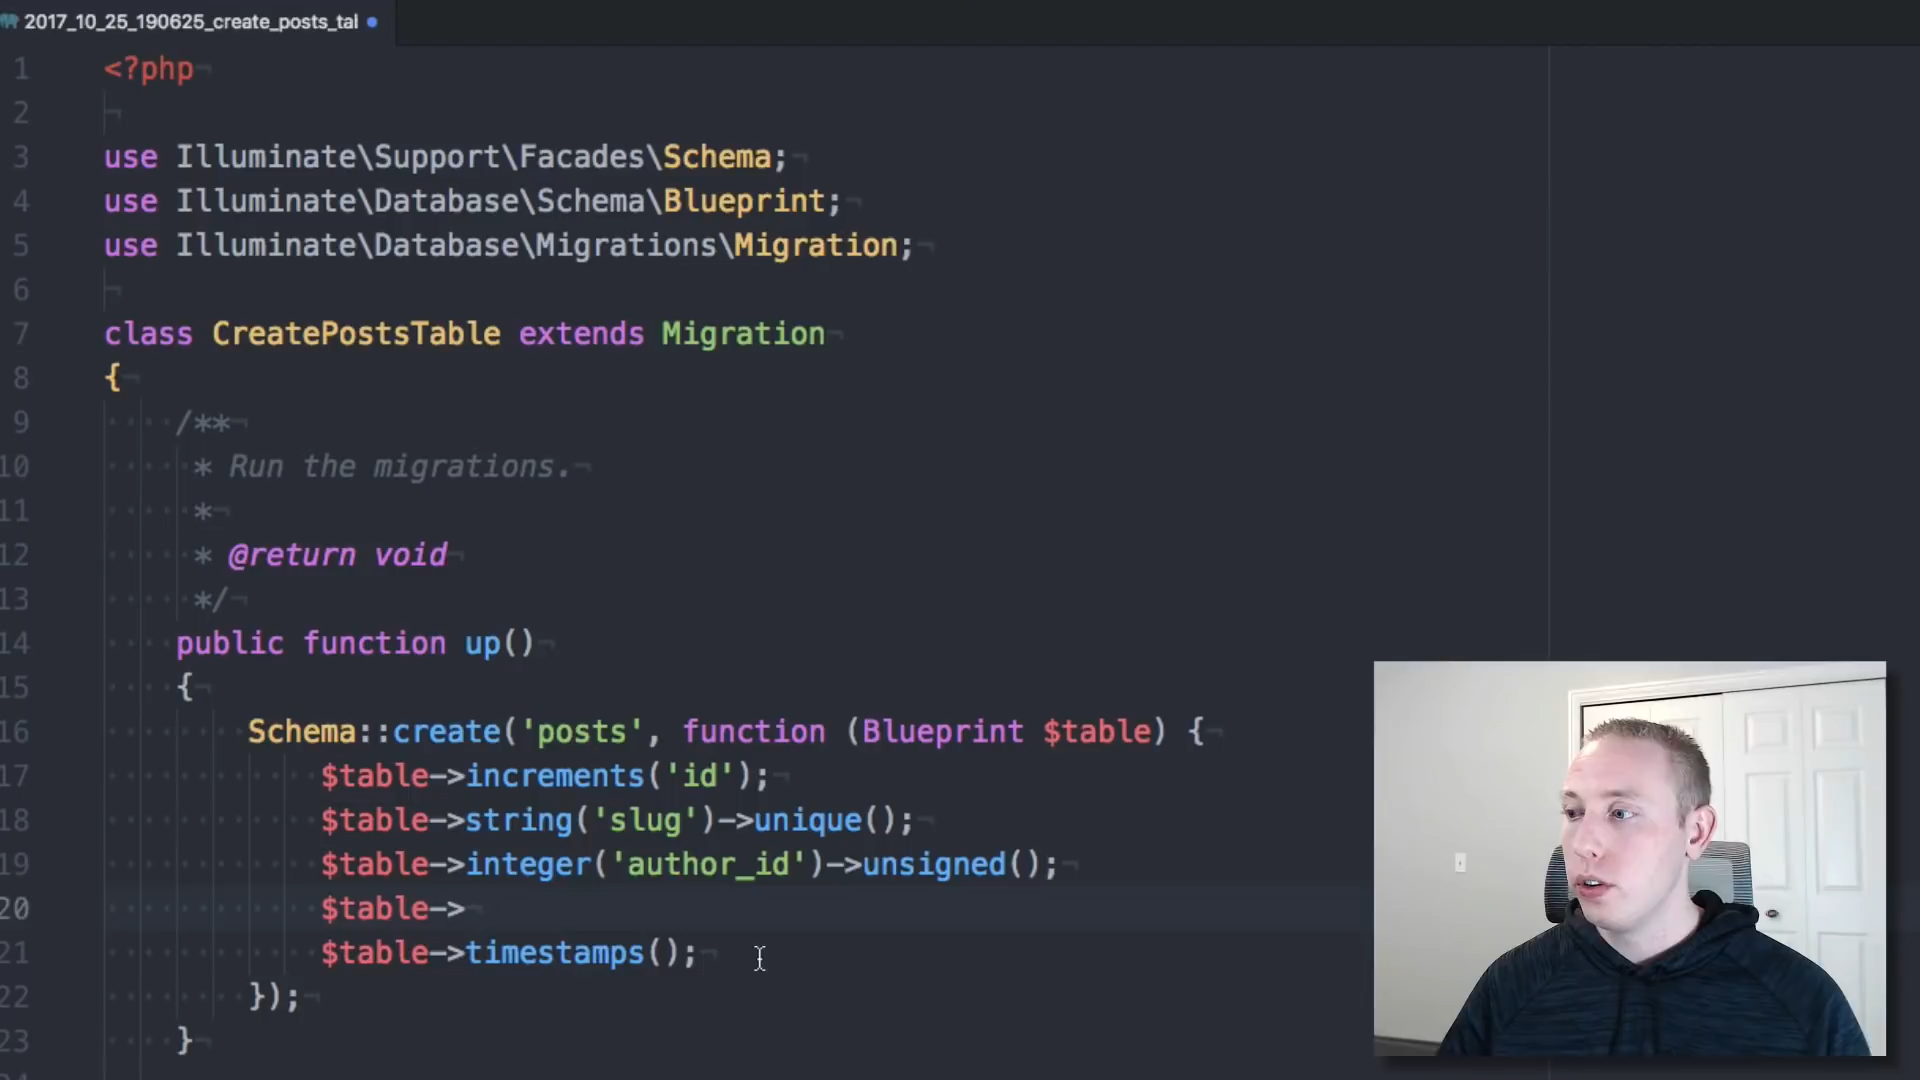 2017_10_25_190625_create_posts_tal
1 <?php
2
3 use Illuminate\Support\Facades\Schema;
4 use Illuminate\Database\Schema\Blueprint;
5 use Illuminate\Database\Migrations\Migration;
6
7 class CreatePostsTable extends Migration
8 {
9 /**
10 * Run the migrations.
11 *
12 * @return void
13 */
14 public function up()
15 {
16 Schema::create('posts', function (Blueprint $table) {
17 $table->increments('id');
18 $table->string('slug')->unique();
19 $table->integer('author_id')->unsigned();
20 $table->
21 $table->timestamps();
22 });
23 }